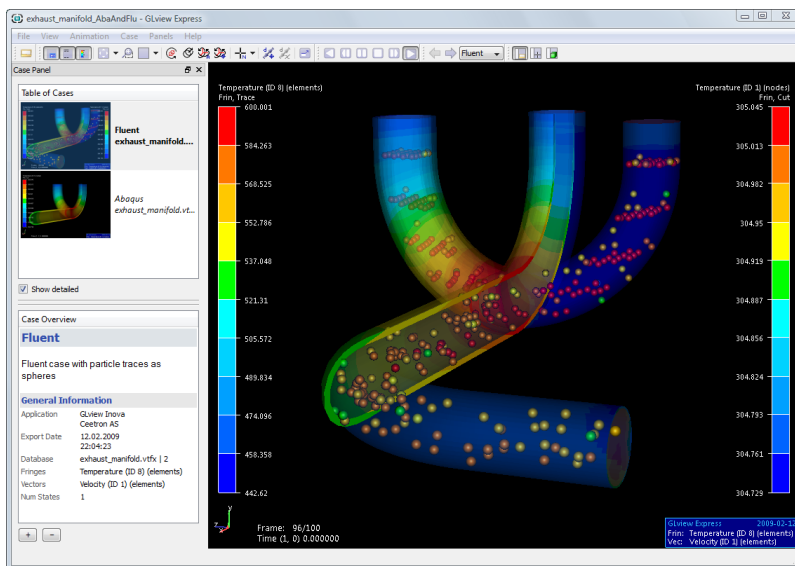 exhaust_manifold_AbaAndFlu - GLview Express
File View Animation Case Panels Help
Fluent
Case Panel
Table of Cases
Fluent
exhaust_manifold....
Abaqus
exhaust_manifold.vt...
Show detailed
Case Overview
Fluent
Fluent case with particle traces as
spheres
General Information
Application GLview Inova
Ceetron AS
Export Date 12.02.2009
22:04:23
Database exhaust_manifold.vtfx | 2
Fringes Temperature (ID 8) (elements)
Vectors Velocity (ID 1) (elements)
Num States 1
+ -
Temperature (ID 8) (elements)
Frin, Trace
600.001
584.263
568.525
552.786
537.048
521.31
505.572
489.834
474.096
458.358
442.62
Temperature (ID 1) (nodes)
Frin, Cut
305.045
305.013
304.982
304.95
304.919
304.887
304.856
304.824
304.793
304.761
304.729
y
z
Frame: 96/100
Time (1, 0) 0.000000
GLview Express 2009-02-12
Frin: Temperature (ID 8) (elements)
Vec: Velocity (ID 1) (elements)